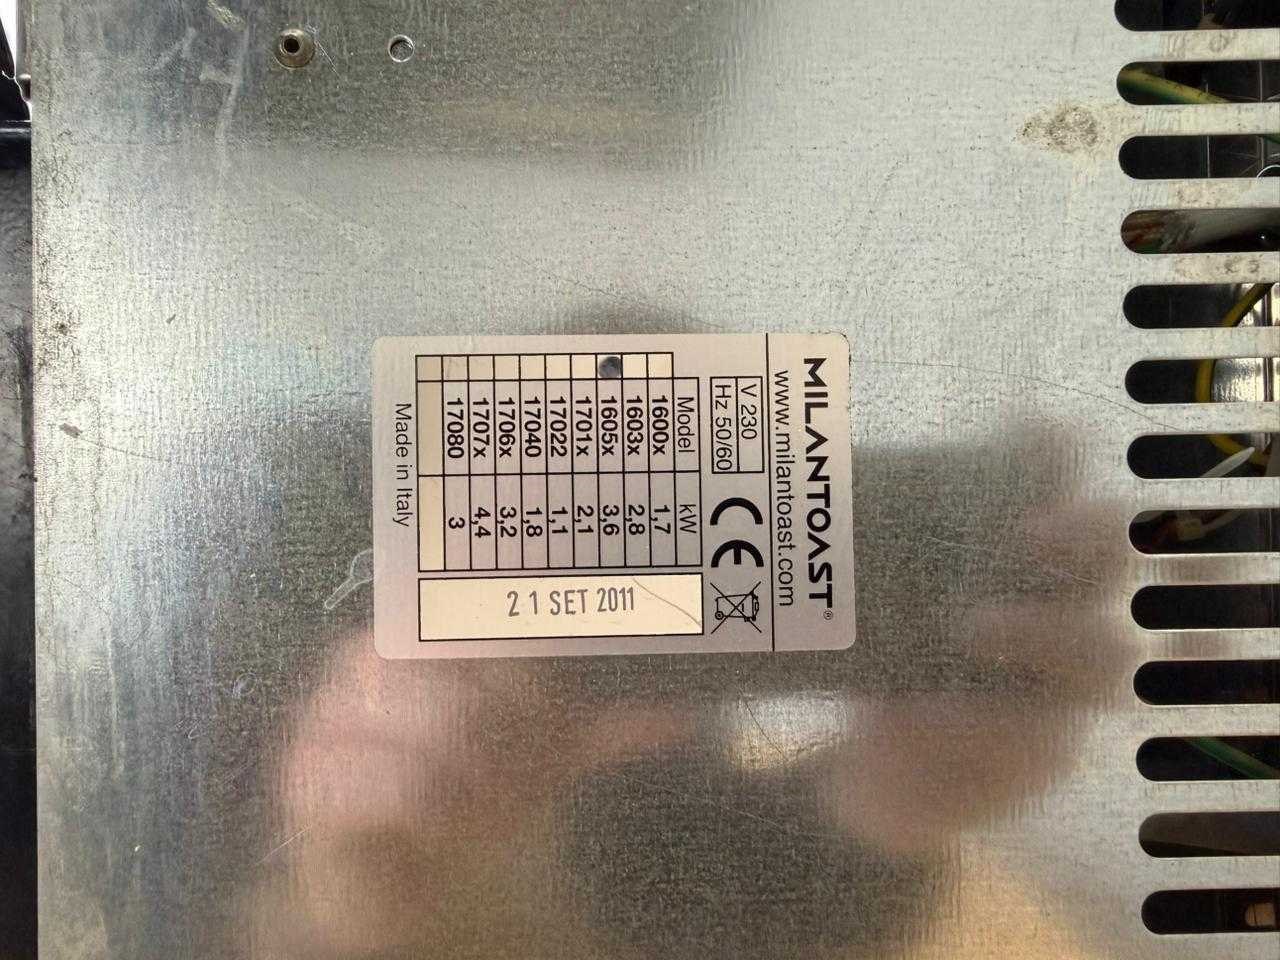 MILANTOAST®
www.milantoast.com
V 230
Hz 50/60
CE
Model kW
1600x 1,7
1603x 2,8
1605x 3,6
1701x 2,1
17022 1,1
17040 1,8
1706x 3,2
1707x 4,4
17080 3
21 SET 2011
Made in Italy